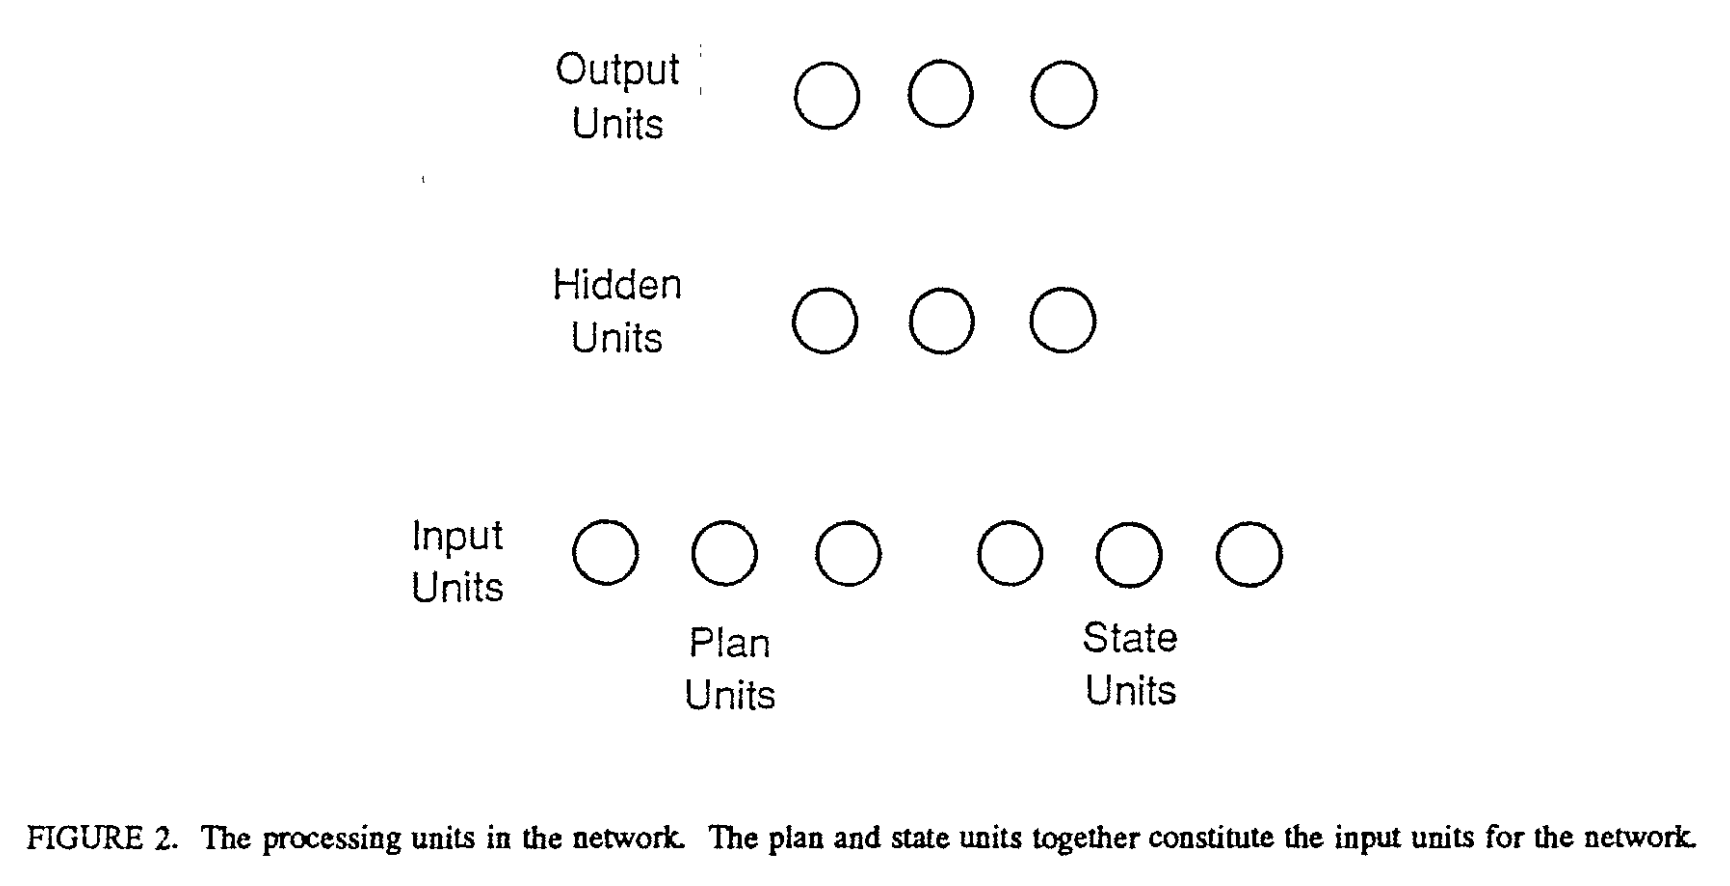 Output
Units
Hidden
Units
Input
Units
Plan
Units
State
Units
FIGURE 2. The processing units in the network. The plan and state units together constitute the input units for the network.